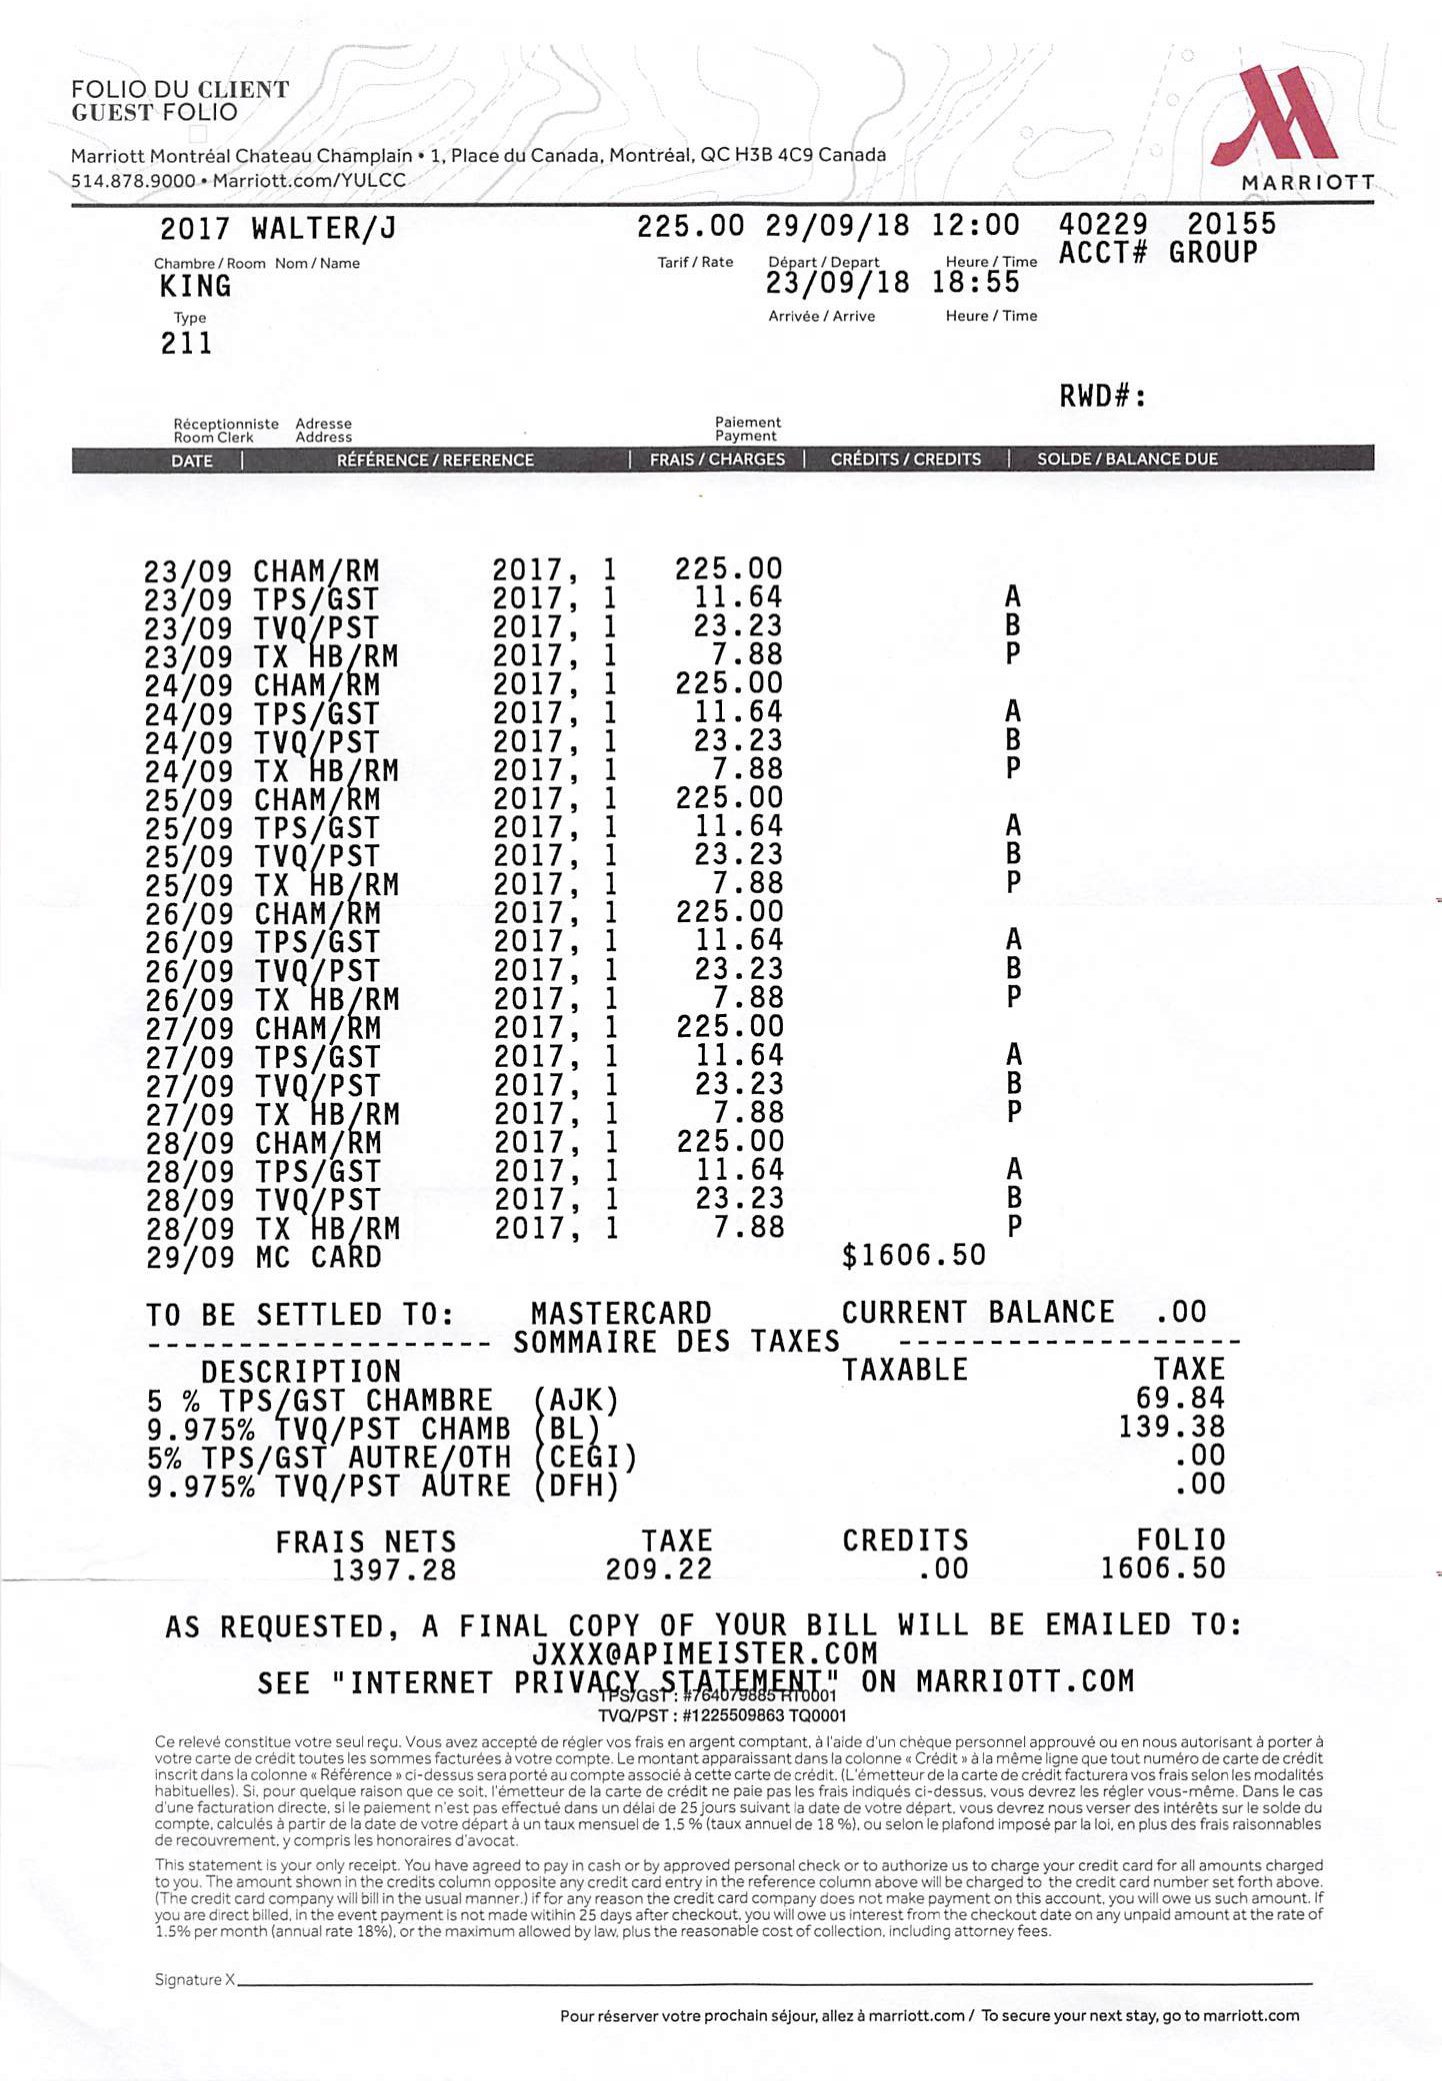 FOLIO DU CLIENT
GUEST FOLIO
Marriott Montréal Chateau Champlain • 1, Place du Canada, Montréal, QC H3B 4C9 Canada
514.878.9000 • Marriott.com/YULCC
MARRIOTT
2017 WALTER/J 225.00 29/09/18 12:00 40229 20155
Chambre / Room Nom / Name Tarif / Rate Départ / Depart Heure / Time ACCT# GROUP
KING 23/09/18 18:55
Type Arrivée / Arrive Heure / Time
211
RWD#:
Réceptionniste Adresse Paiement
Room Clerk Address Payment
DATE | RÉFÉRENCE / REFERENCE | FRAIS / CHARGES | CRÉDITS / CREDITS | SOLDE / BALANCE DUE
23/09 CHAM/RM 2017, 1 225.00
23/09 TPS/GST 2017, 1 11.64 A
23/09 TVQ/PST 2017, 1 23.23 B
23/09 TX HB/RM 2017, 1 7.88 P
24/09 CHAM/RM 2017, 1 225.00
24/09 TPS/GST 2017, 1 11.64 A
24/09 TVQ/PST 2017, 1 23.23 B
24/09 TX HB/RM 2017, 1 7.88 P
25/09 CHAM/RM 2017, 1 225.00
25/09 TPS/GST 2017, 1 11.64 A
25/09 TVQ/PST 2017, 1 23.23 B
25/09 TX HB/RM 2017, 1 7.88 P
26/09 CHAM/RM 2017, 1 225.00
26/09 TPS/GST 2017, 1 11.64 A
26/09 TVQ/PST 2017, 1 23.23 B
26/09 TX HB/RM 2017, 1 7.88 P
27/09 CHAM/RM 2017, 1 225.00
27/09 TPS/GST 2017, 1 11.64 A
27/09 TVQ/PST 2017, 1 23.23 B
27/09 TX HB/RM 2017, 1 7.88 P
28/09 CHAM/RM 2017, 1 225.00
28/09 TPS/GST 2017, 1 11.64 A
28/09 TVQ/PST 2017, 1 23.23 B
28/09 TX HB/RM 2017, 1 7.88 P
29/09 MC CARD $1606.50
TO BE SETTLED TO: MASTERCARD CURRENT BALANCE .00
------------------- SOMMAIRE DES TAXES -------------------
DESCRIPTION TAXABLE TAXE
5 % TPS/GST CHAMBRE (AJK) 69.84
9.975% TVQ/PST CHAMB (BL) 139.38
5% TPS/GST AUTRE/OTH (CEGI) .00
9.975% TVQ/PST AUTRE (DFH) .00
FRAIS NETS TAXE CREDITS FOLIO
1397.28 209.22 .00 1606.50
AS REQUESTED, A FINAL COPY OF YOUR BILL WILL BE EMAILED TO:
JXXX@APIMEISTER.COM
SEE "INTERNET PRIVACY STATEMENT" ON MARRIOTT.COM
TPS/GST : #764079885 RT0001
TVQ/PST : #1225509863 TQ0001
Ce relevé constitue votre seul reçu. Vous avez accepté de régler vos frais en argent comptant, à l'aide d'un chèque personnel approuvé ou en nous autorisant à porter à
votre carte de crédit toutes les sommes facturées à votre compte. Le montant apparaissant dans la colonne « Crédit » à la même ligne que tout numéro de carte de crédit
inscrit dans la colonne « Référence » ci-dessus sera porté au compte associé à cette carte de crédit. (L'émetteur de la carte de crédit facturera vos frais selon les modalités
habituelles). Si, pour quelque raison que ce soit, l'émetteur de la carte de crédit ne paie pas les frais indiqués ci-dessus, vous devrez les régler vous-même. Dans le cas
d'une facturation directe, si le paiement n'est pas effectué dans un délai de 25 jours suivant la date de votre départ, vous devrez nous verser des intérêts sur le solde du
compte, calculés à partir de la date de votre départ à un taux mensuel de 1,5 % (taux annuel de 18 %), ou selon le plafond imposé par la loi, en plus des frais raisonnables
de recouvrement, y compris les honoraires d'avocat.
This statement is your only receipt. You have agreed to pay in cash or by approved personal check or to authorize us to charge your credit card for all amounts charged
to you. The amount shown in the credits column opposite any credit card entry in the reference column above will be charged to the credit card number set forth above.
(The credit card company will bill in the usual manner.) if for any reason the credit card company does not make payment on this account, you will owe us such amount. If
you are direct billed, in the event payment is not made witihin 25 days after checkout, you will owe us interest from the checkout date on any unpaid amount at the rate of
1.5% per month (annual rate 18%), or the maximum allowed by law, plus the reasonable cost of collection, including attorney fees.
Signature X
Pour réserver votre prochain séjour, allez à marriott.com / To secure your next stay, go to marriott.com